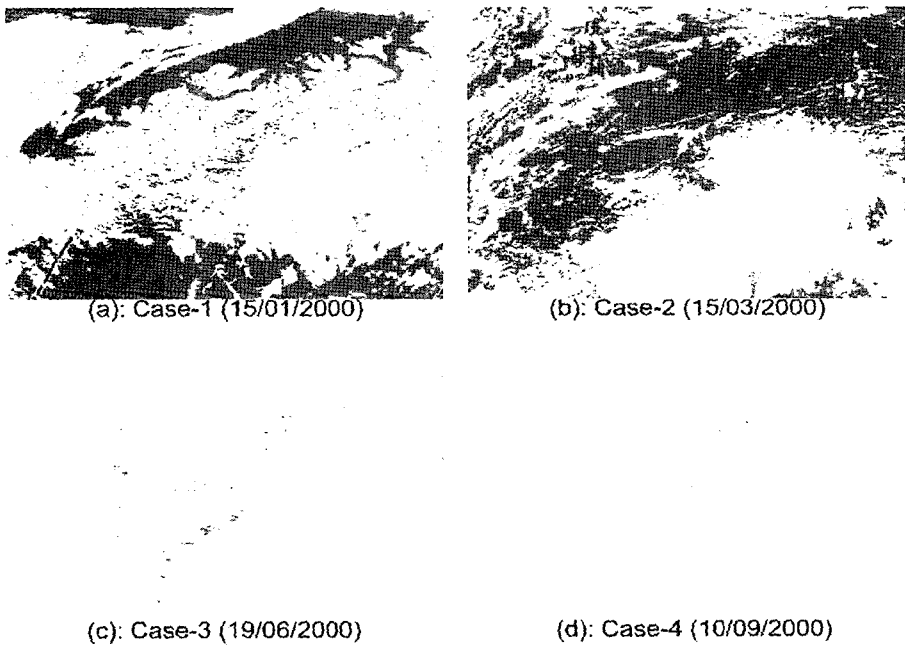 (a): Case-1 (15/01/2000)
(b): Case-2 (15/03/2000)
(c): Case-3 (19/06/2000)
(d): Case-4 (10/09/2000)